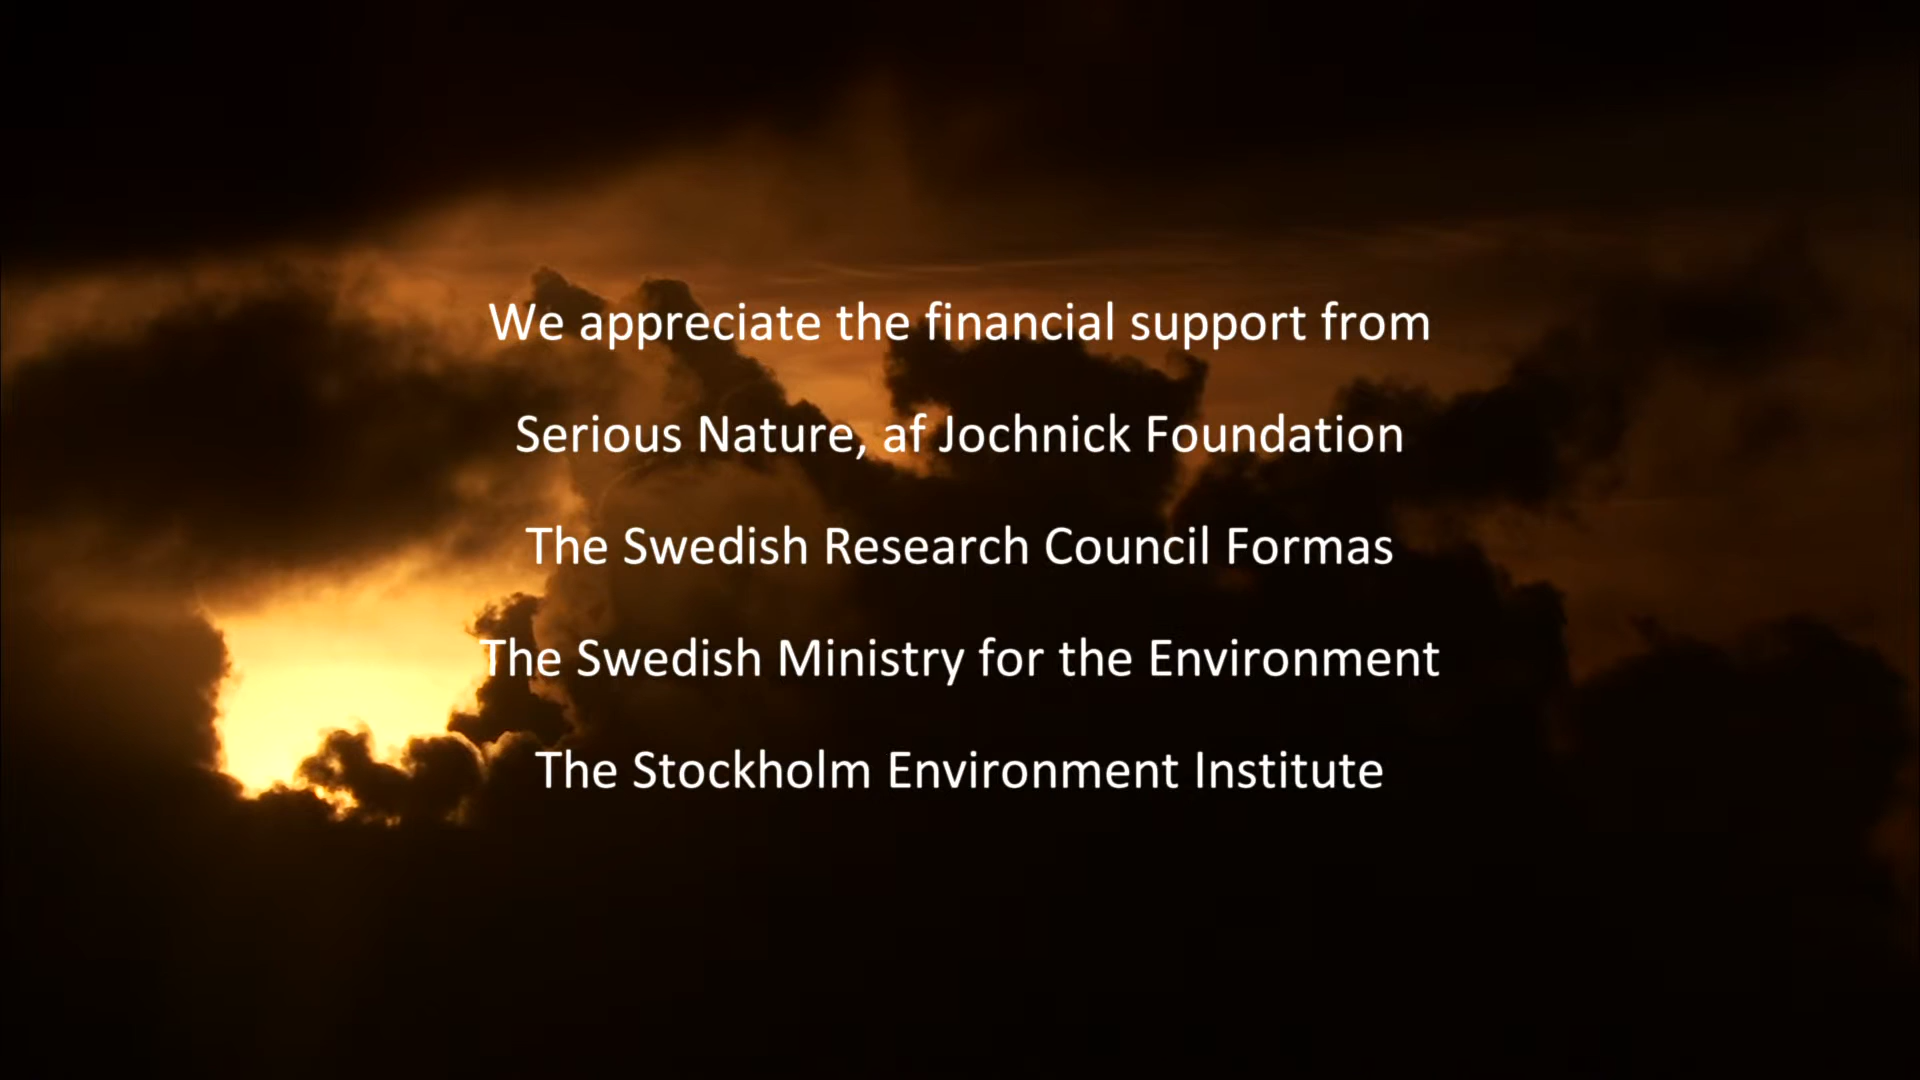 We appreciate the financial support from
Serious Nature, af Jochnick Foundation
The Swedish Research Council Formas
The Swedish Ministry for the Environment
The Stockholm Environment Institute